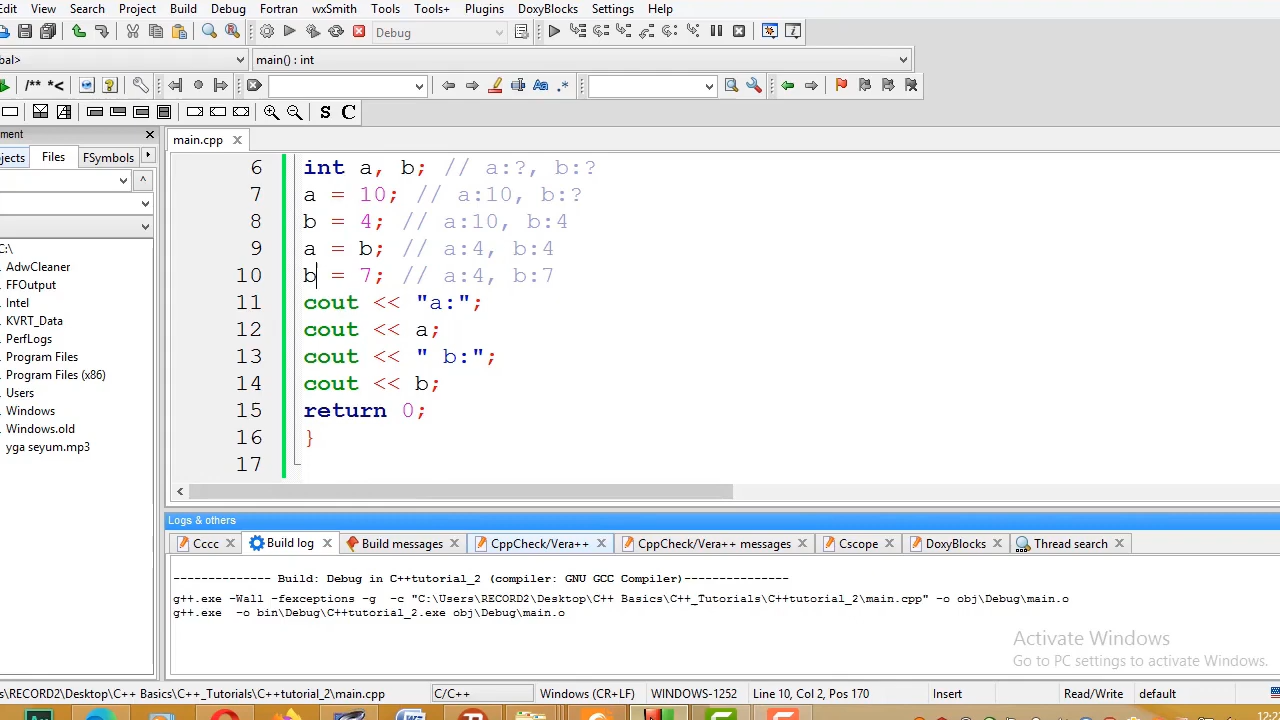 Edit View Search Project Build Debug Fortran wxSmith Tools Tools+ Plugins DoxyBlocks Settings Help
Debug
bal> main() : int
/** *<
S C
ment
jects Files FSymbols
main.cpp
C:\
AdwCleaner
FFOutput
Intel
KVRT_Data
PerfLogs
Program Files
Program Files (x86)
Users
Windows
Windows.old
yga seyum.mp3
6 int a, b; // a:?, b:?
7 a = 10; // a:10, b:?
8 b = 4; // a:10, b:4
9 a = b; // a:4, b:4
10 b = 7; // a:4, b:7
11 cout << "a:";
12 cout << a;
13 cout << " b:";
14 cout << b;
15 return 0;
16 }
17
Logs & others
Cccc Build log Build messages CppCheck/Vera++ CppCheck/Vera++ messages Cscope DoxyBlocks Thread search
-------------- Build: Debug in C++tutorial_2 (compiler: GNU GCC Compiler)---------------
g++.exe -Wall -fexceptions -g -c "C:\Users\RECORD2\Desktop\C++ Basics\C++_Tutorials\C++tutorial_2\main.cpp" -o obj\Debug\main.o
g++.exe -o bin\Debug\C++tutorial_2.exe obj\Debug\main.o
Activate Windows
Go to PC settings to activate Windows.
s\RECORD2\Desktop\C++ Basics\C++_Tutorials\C++tutorial_2\main.cpp C/C++ Windows (CR+LF) WINDOWS-1252 Line 10, Col 2, Pos 170 Insert Read/Write default